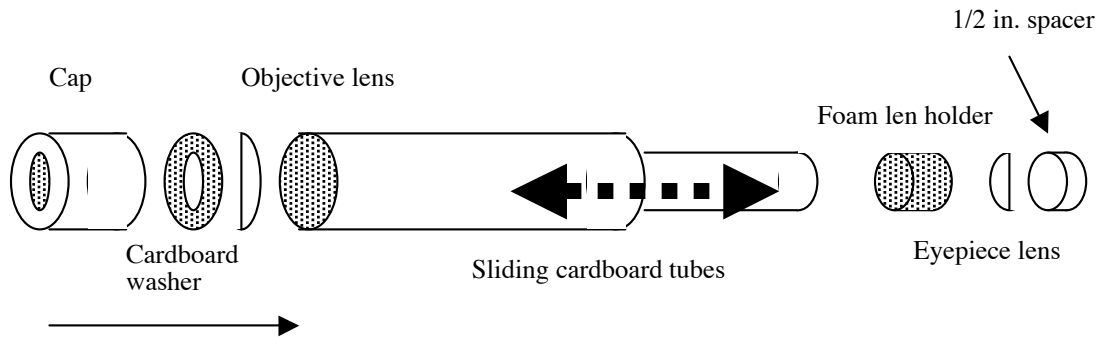 1/2 in. spacer
Cap
Objective lens
Foam len holder
Cardboard
washer
Eyepiece lens
Sliding cardboard tubes